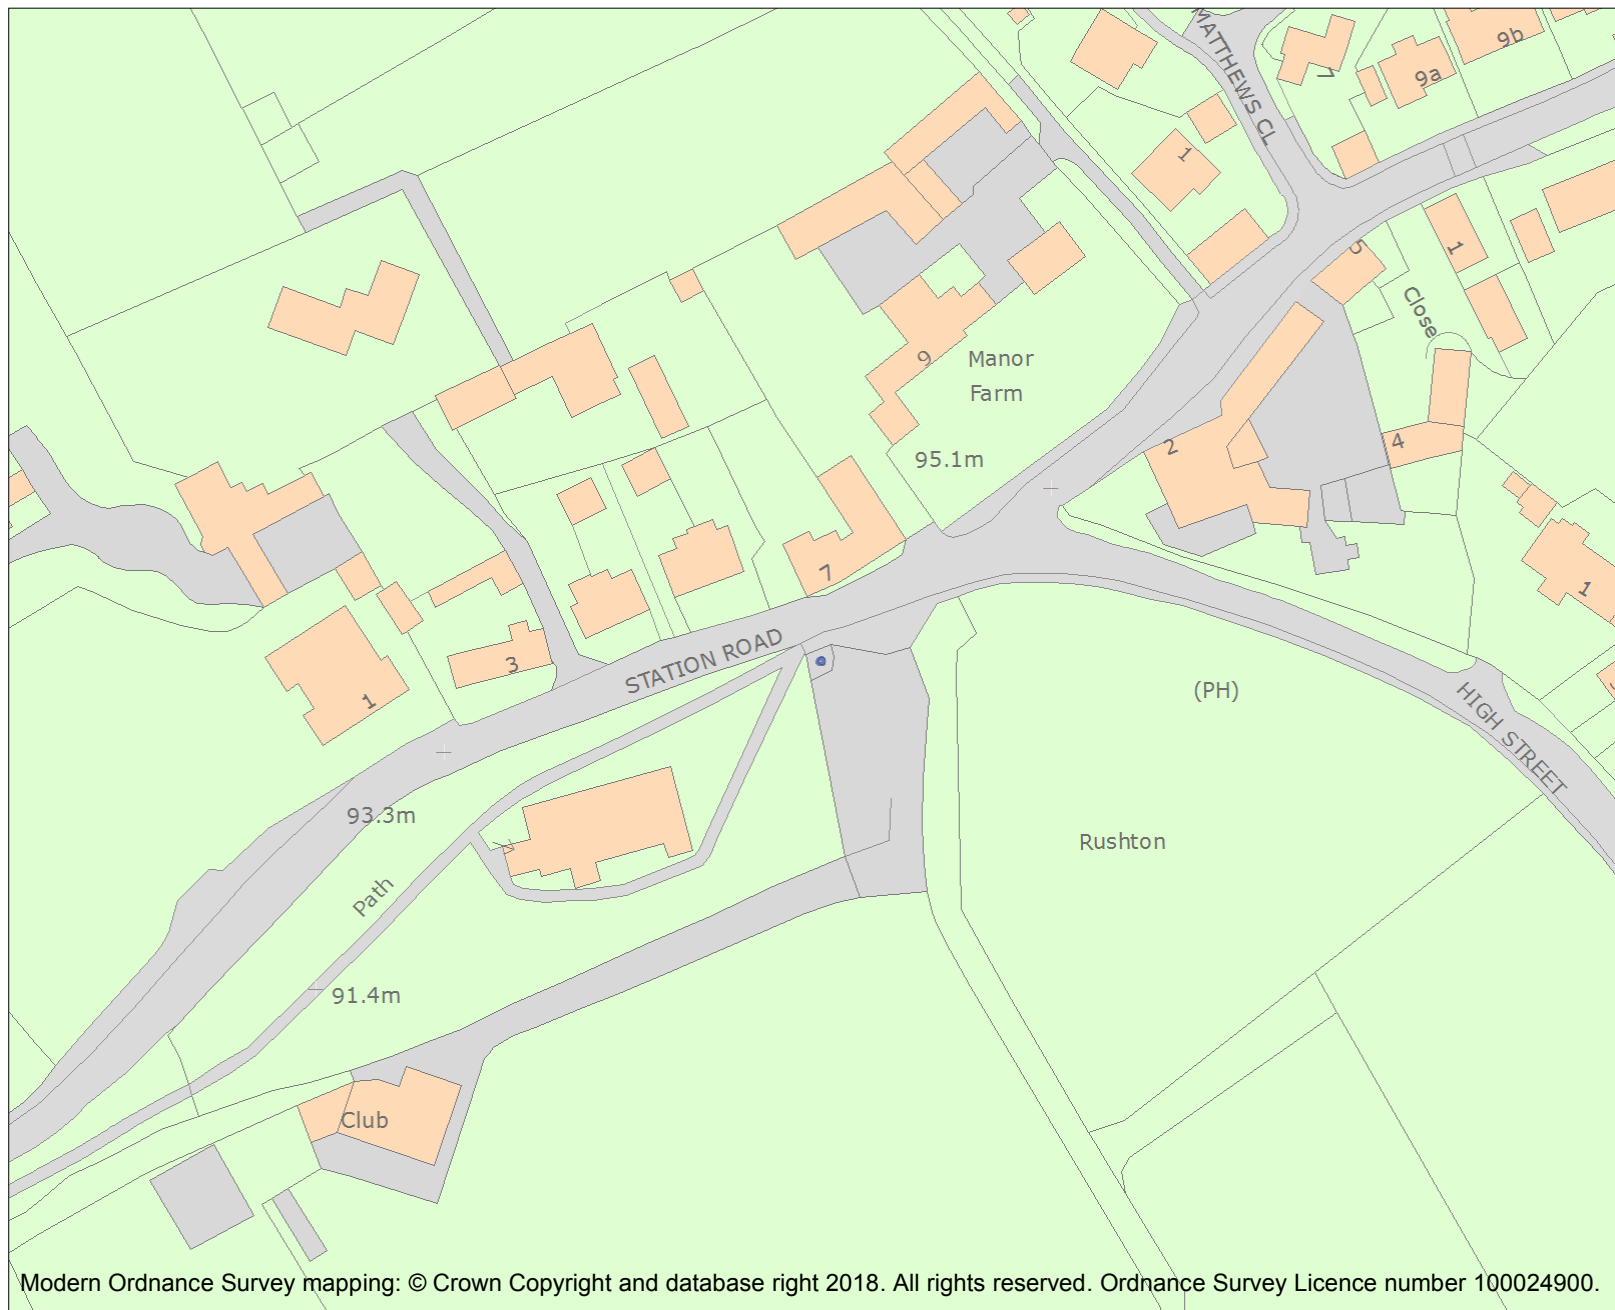 MATTHEWS CL
9b
7
9a
1
5
1
Close
9
Manor
Farm
2
4
95.1m
7
1
3
STATION ROAD
1
(PH)
HIGH STREET
93.3m
Rushton
Path
91.4m
Club
Modern Ordnance Survey mapping: © Crown Copyright and database right 2018. All rights reserved. Ordnance Survey Licence number 100024900.